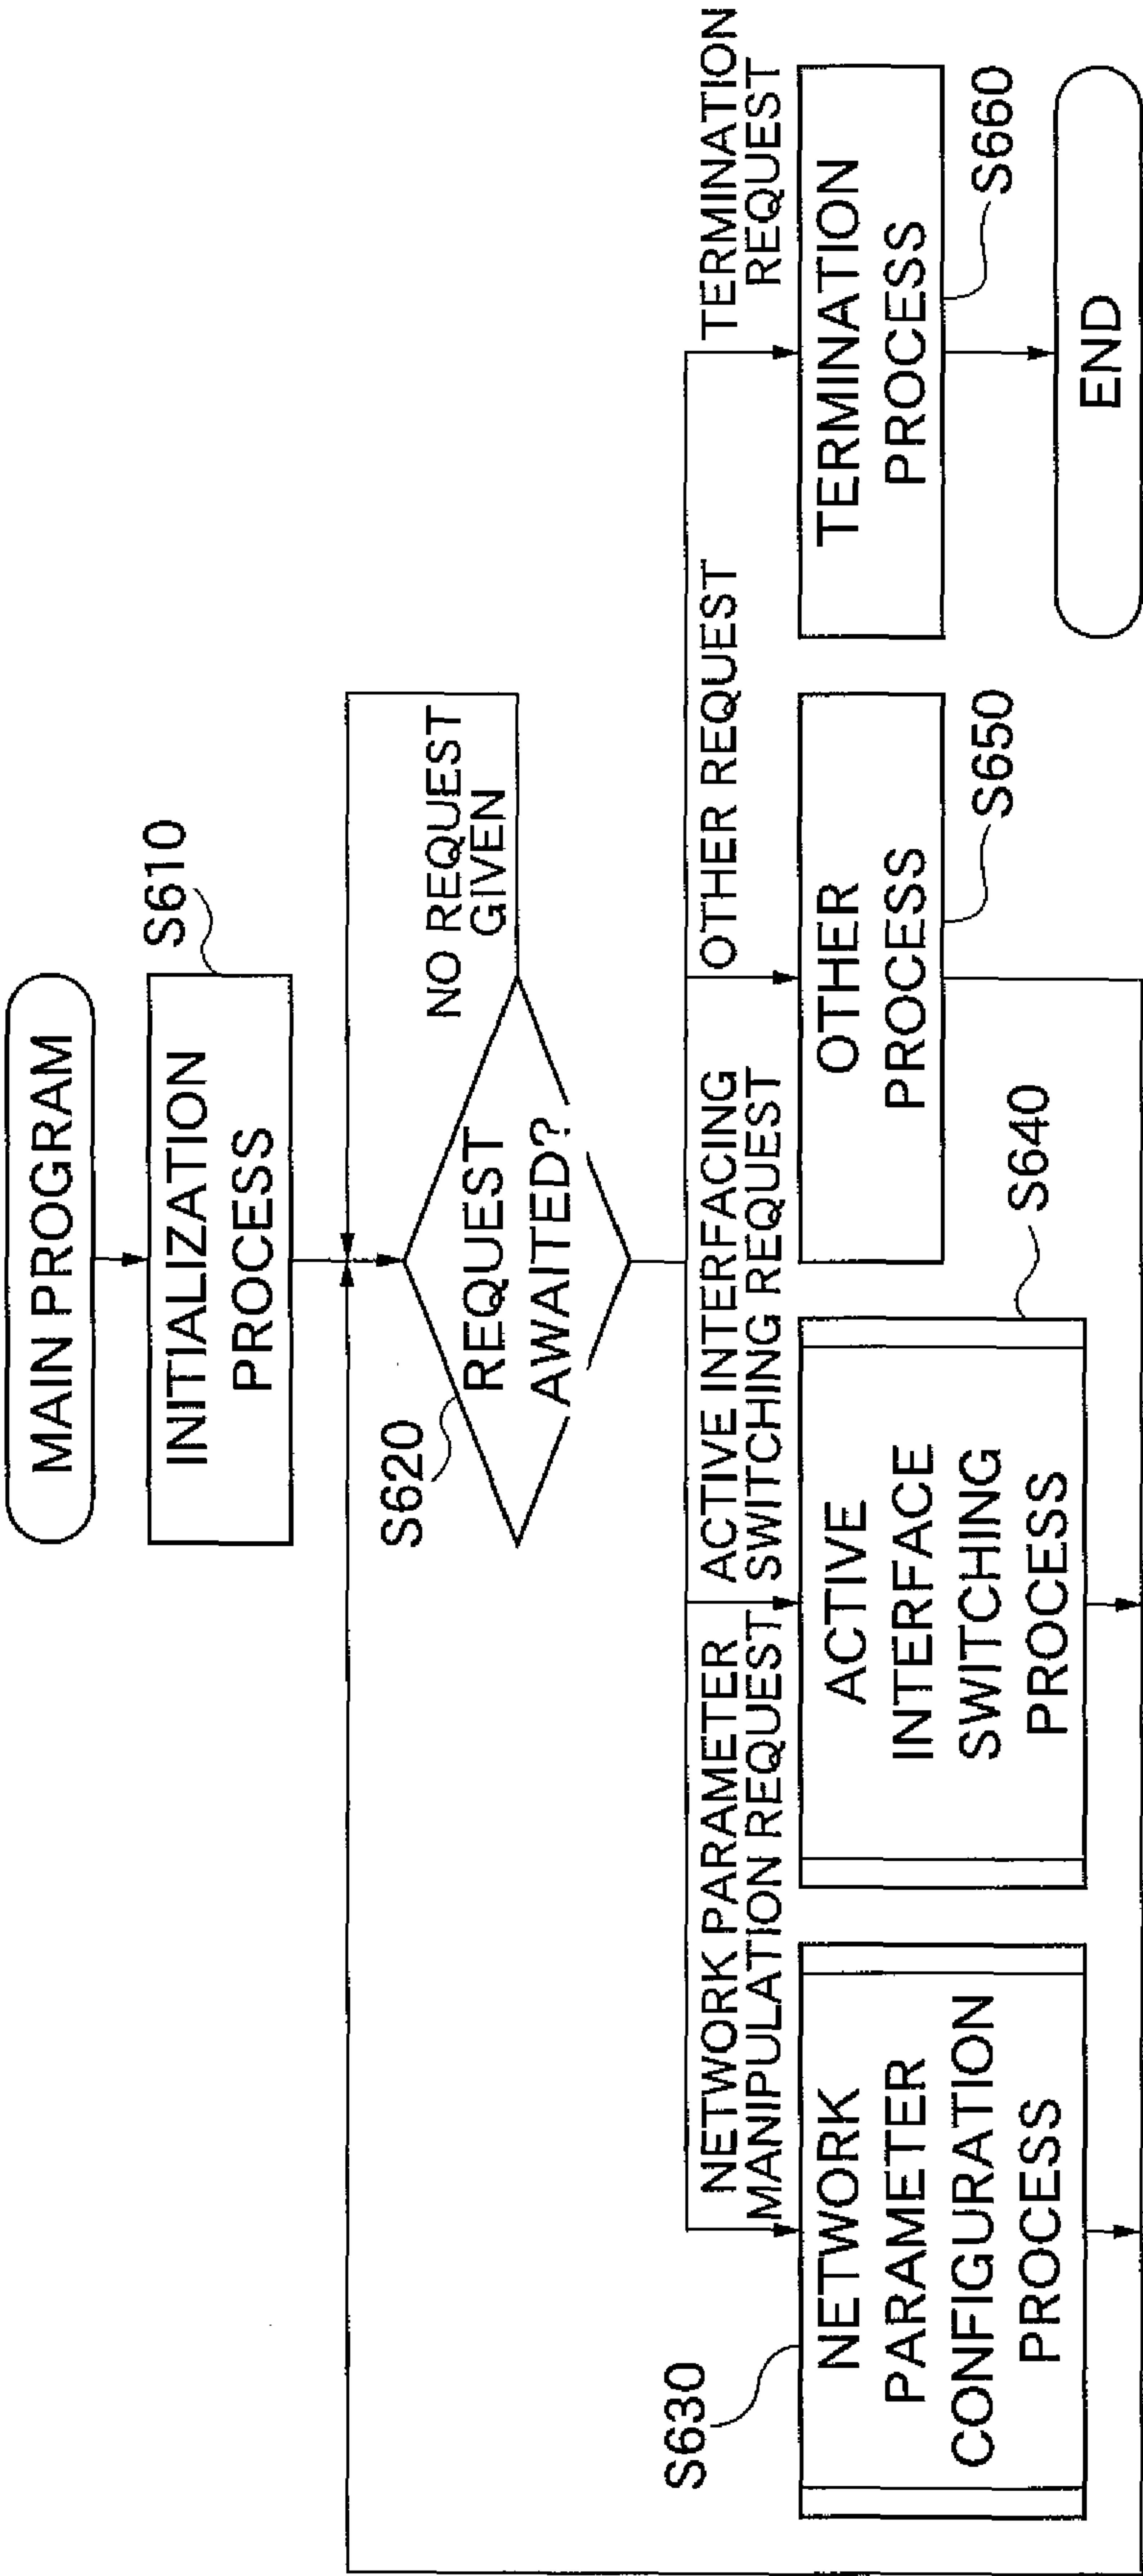 MAIN PROGRAM
INITIALIZATION
PROCESS
S610
S620
REQUEST
AWAITED?
NO REQUEST
GIVEN
NETWORK PARAMETER
MANIPULATION REQUEST
ACTIVE INTERFACING
SWITCHING REQUEST
OTHER REQUEST
TERMINATION
REQUEST
S630
NETWORK
PARAMETER
CONFIGURATION
PROCESS
ACTIVE
INTERFACE
SWITCHING
PROCESS
S640
OTHER
PROCESS
S650
TERMINATION
PROCESS
S660
END